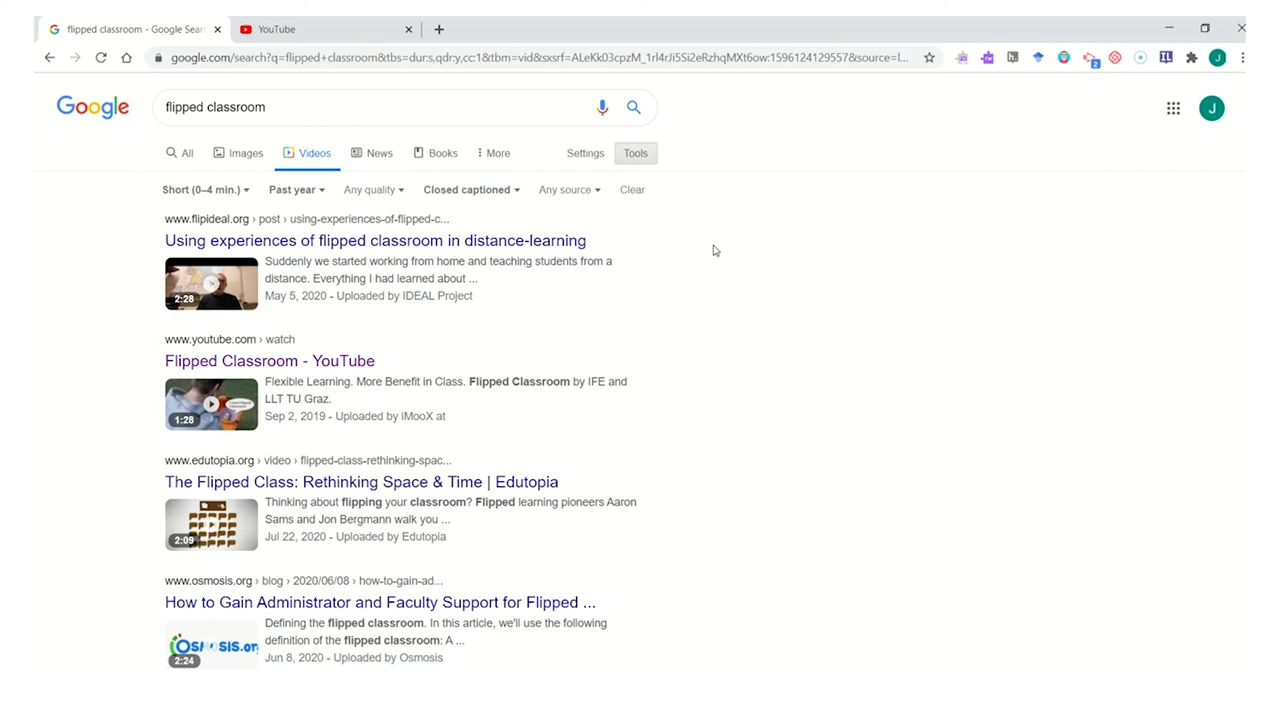 flipped classroom - Google Sear
YouTube
google.com/search?q=flipped+classroom&tbs=dur:s,qdr:y,cc:1&tbm=vid&sxsrf=ALeKk03cpzM_1rl4rJi5Si2eRzhqMXt6ow:1596124129557&source=l...
2
J
Google
flipped classroom
J
All
Images
Videos
News
Books
More
Settings
Tools
Short (0–4 min.)
Past year
Any quality
Closed captioned
Any source
Clear
www.flipideal.org › post › using-experiences-of-flipped-c...
Using experiences of flipped classroom in distance-learning
Suddenly we started working from home and teaching students from a
distance. Everything I had learned about ...
2:28
May 5, 2020 - Uploaded by IDEAL Project
www.youtube.com › watch
Flipped Classroom - YouTube
Flexible Learning. More Benefit in Class. Flipped Classroom by IFE and
LLT TU Graz.
1:28
Sep 2, 2019 - Uploaded by iMooX at
www.edutopia.org › video › flipped-class-rethinking-spac...
The Flipped Class: Rethinking Space & Time | Edutopia
Thinking about flipping your classroom? Flipped learning pioneers Aaron
Sams and Jon Bergmann walk you ...
2:09
Jul 22, 2020 - Uploaded by Edutopia
www.osmosis.org › blog › 2020/06/08 › how-to-gain-ad...
How to Gain Administrator and Faculty Support for Flipped ...
Defining the flipped classroom. In this article, we'll use the following
definition of the flipped classroom: A ...
OSMOSIS.or
2:24
Jun 8, 2020 - Uploaded by Osmosis